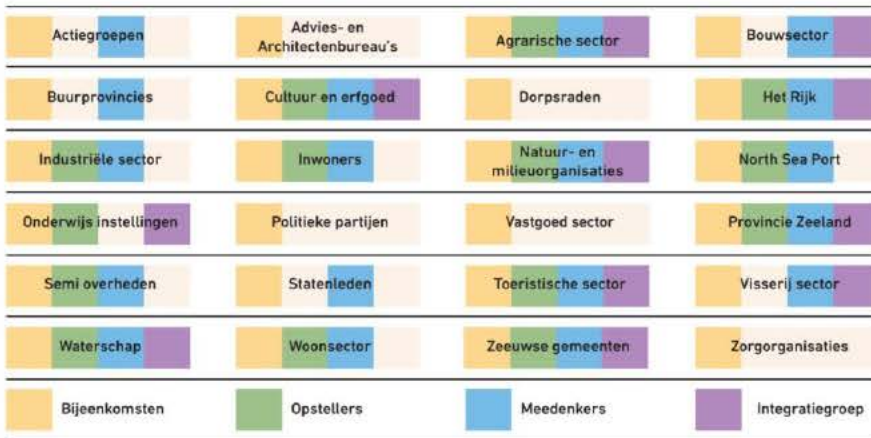 Actiegroepen
Advies- en
Architectenbureau's
Agrarische sector
Bouwsector
Buurprovincies
Cultuur en erfgoed
Dorpsraden
Het Rijk
Industriële sector
Inwoners
Natuur- en
milieuorganisaties
North Sea Port
Onderwijs instellingen
Politieke partijen
Vastgoed sector
Provincie Zeeland
Semi overheden
Statenleden
Toeristische sector
Visserij sector
Waterschap
Woonsector
Zeeuwse gemeenten
Zorgorganisaties
Bijeenkomsten
Opstellers
Meedenkers
Integratiegroep